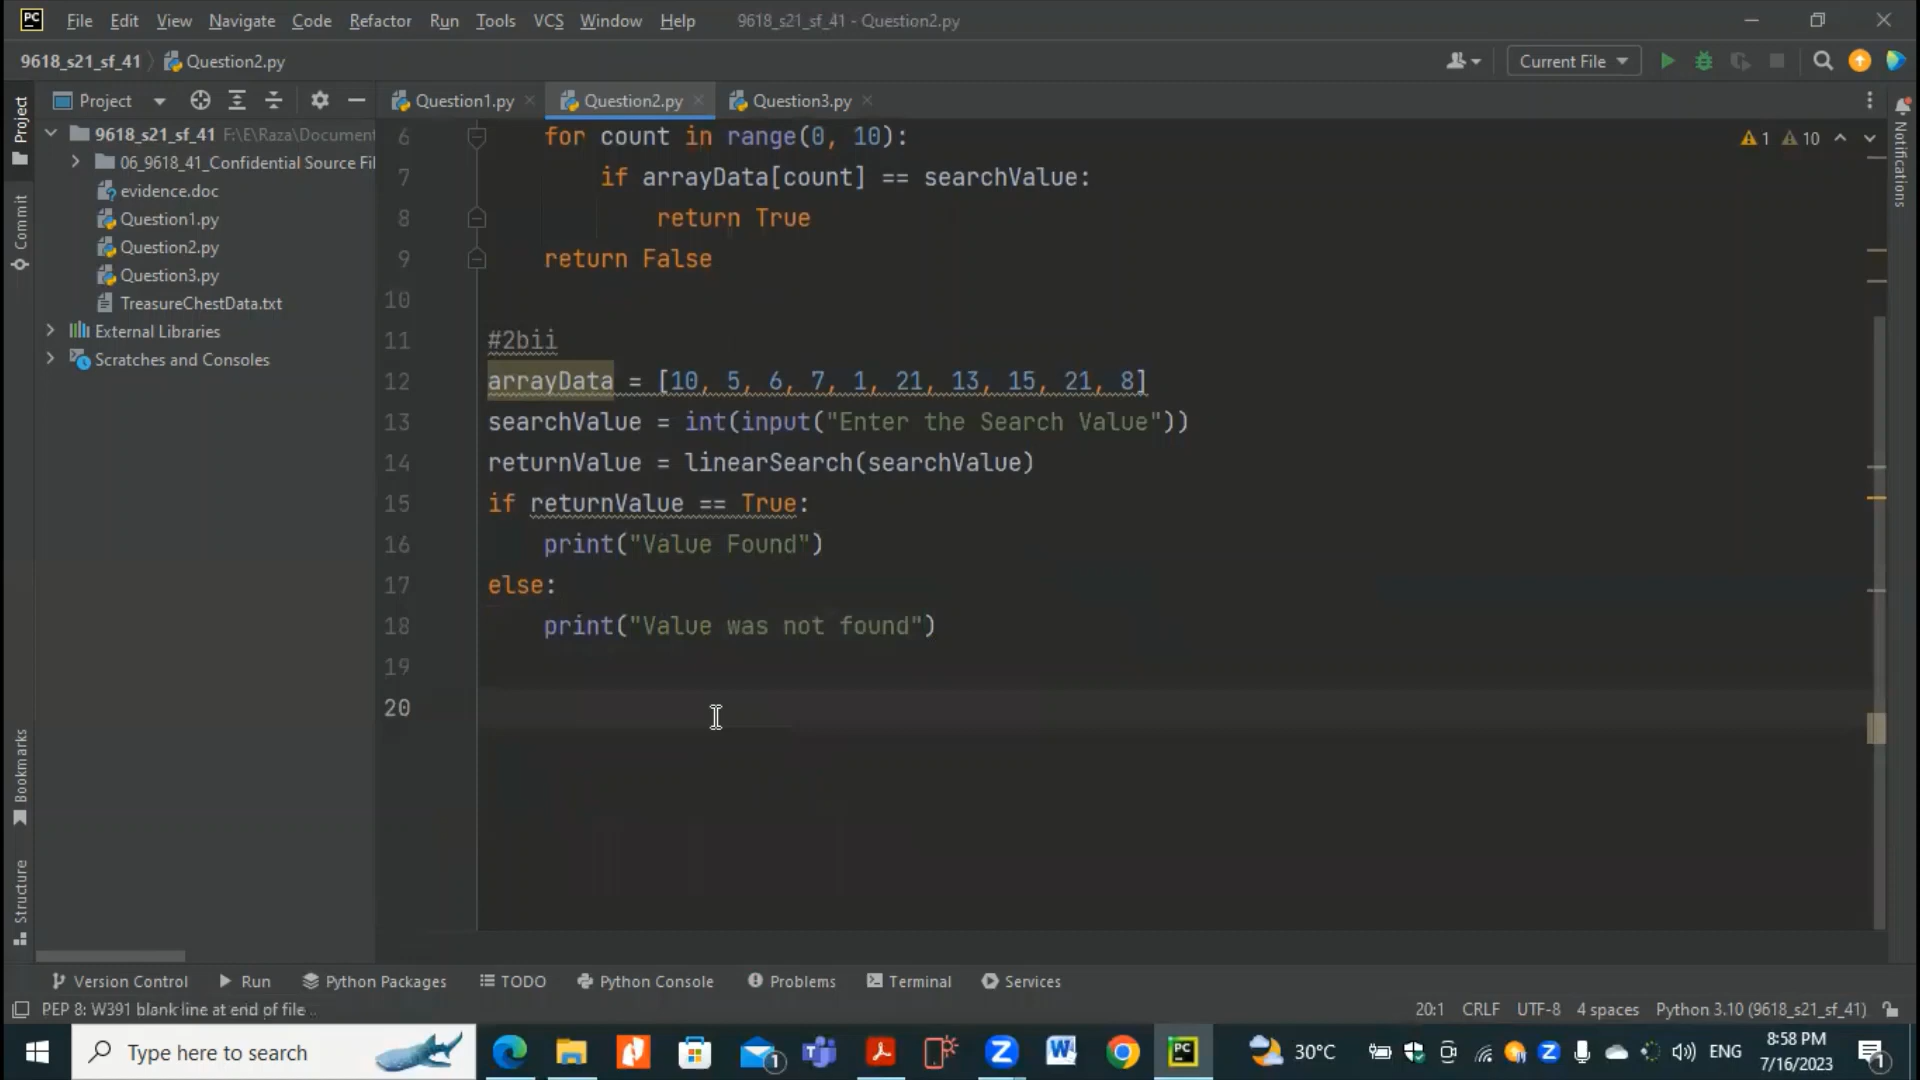 PC File Edit View Navigate Code Refactor Run Tools VCS Window Help 9618_s21_sf_41 - Question2.py
9618_s21_sf_41 Question2.py Current File
Project Question1.py Question2.py Question3.py
9618_s21_sf_41 F:\E\Raza\Document
06_9618_41_Confidential Source Fil
evidence.doc
Question1.py
Question2.py
Question3.py
TreasureChestData.txt
External Libraries
Scratches and Consoles
Project
Commit
Bookmarks
Structure
6 for count in range(0, 10):
7 if arrayData[count] == searchValue:
8 return True
9 return False
10
11 #2bii
12 arrayData = [10, 5, 6, 7, 1, 21, 13, 15, 21, 8]
13 searchValue = int(input("Enter the Search Value"))
14 returnValue = linearSearch(searchValue)
15 if returnValue == True:
16 print("Value Found")
17 else:
18 print("Value was not found")
19
20
1 10
Notifications
Version Control Run Python Packages TODO Python Console Problems Terminal Services
PEP 8: W391 blank line at end of file 20:1 CRLF UTF-8 4 spaces Python 3.10 (9618_s21_sf_41)
Type here to search 1 PC 30°C ENG 8:58 PM
7/16/2023 1